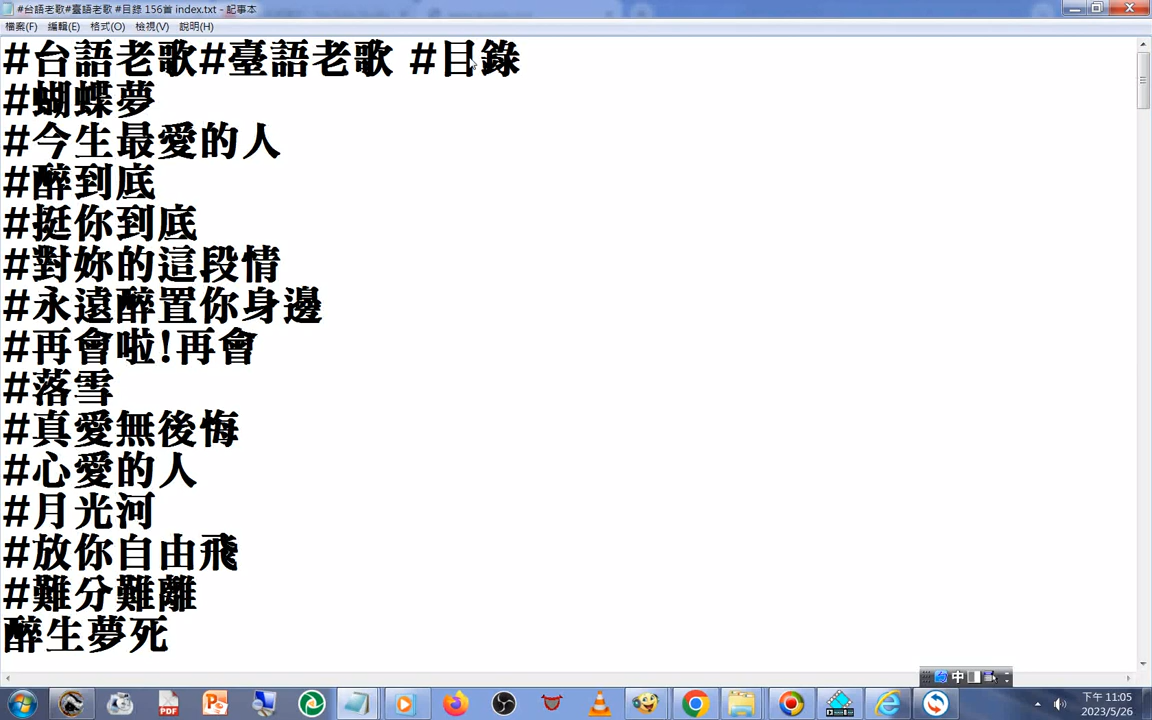 #台語老歌#臺語老歌 #目錄 156首 index.txt - 記事本
檔案(F) 編輯(E) 格式(O) 檢視(V) 說明(H)
#台語老歌#臺語老歌 #目錄
#蝴蝶夢
#今生最愛的人
#醉到底
#挺你到底
#對妳的這段情
#永遠醉置你身邊
#再會啦!再會
#落雪
#真愛無後悔
#心愛的人
#月光河
#放你自由飛
#難分難離
醉生夢死
中
PDF
下午 11:05
2023/5/26